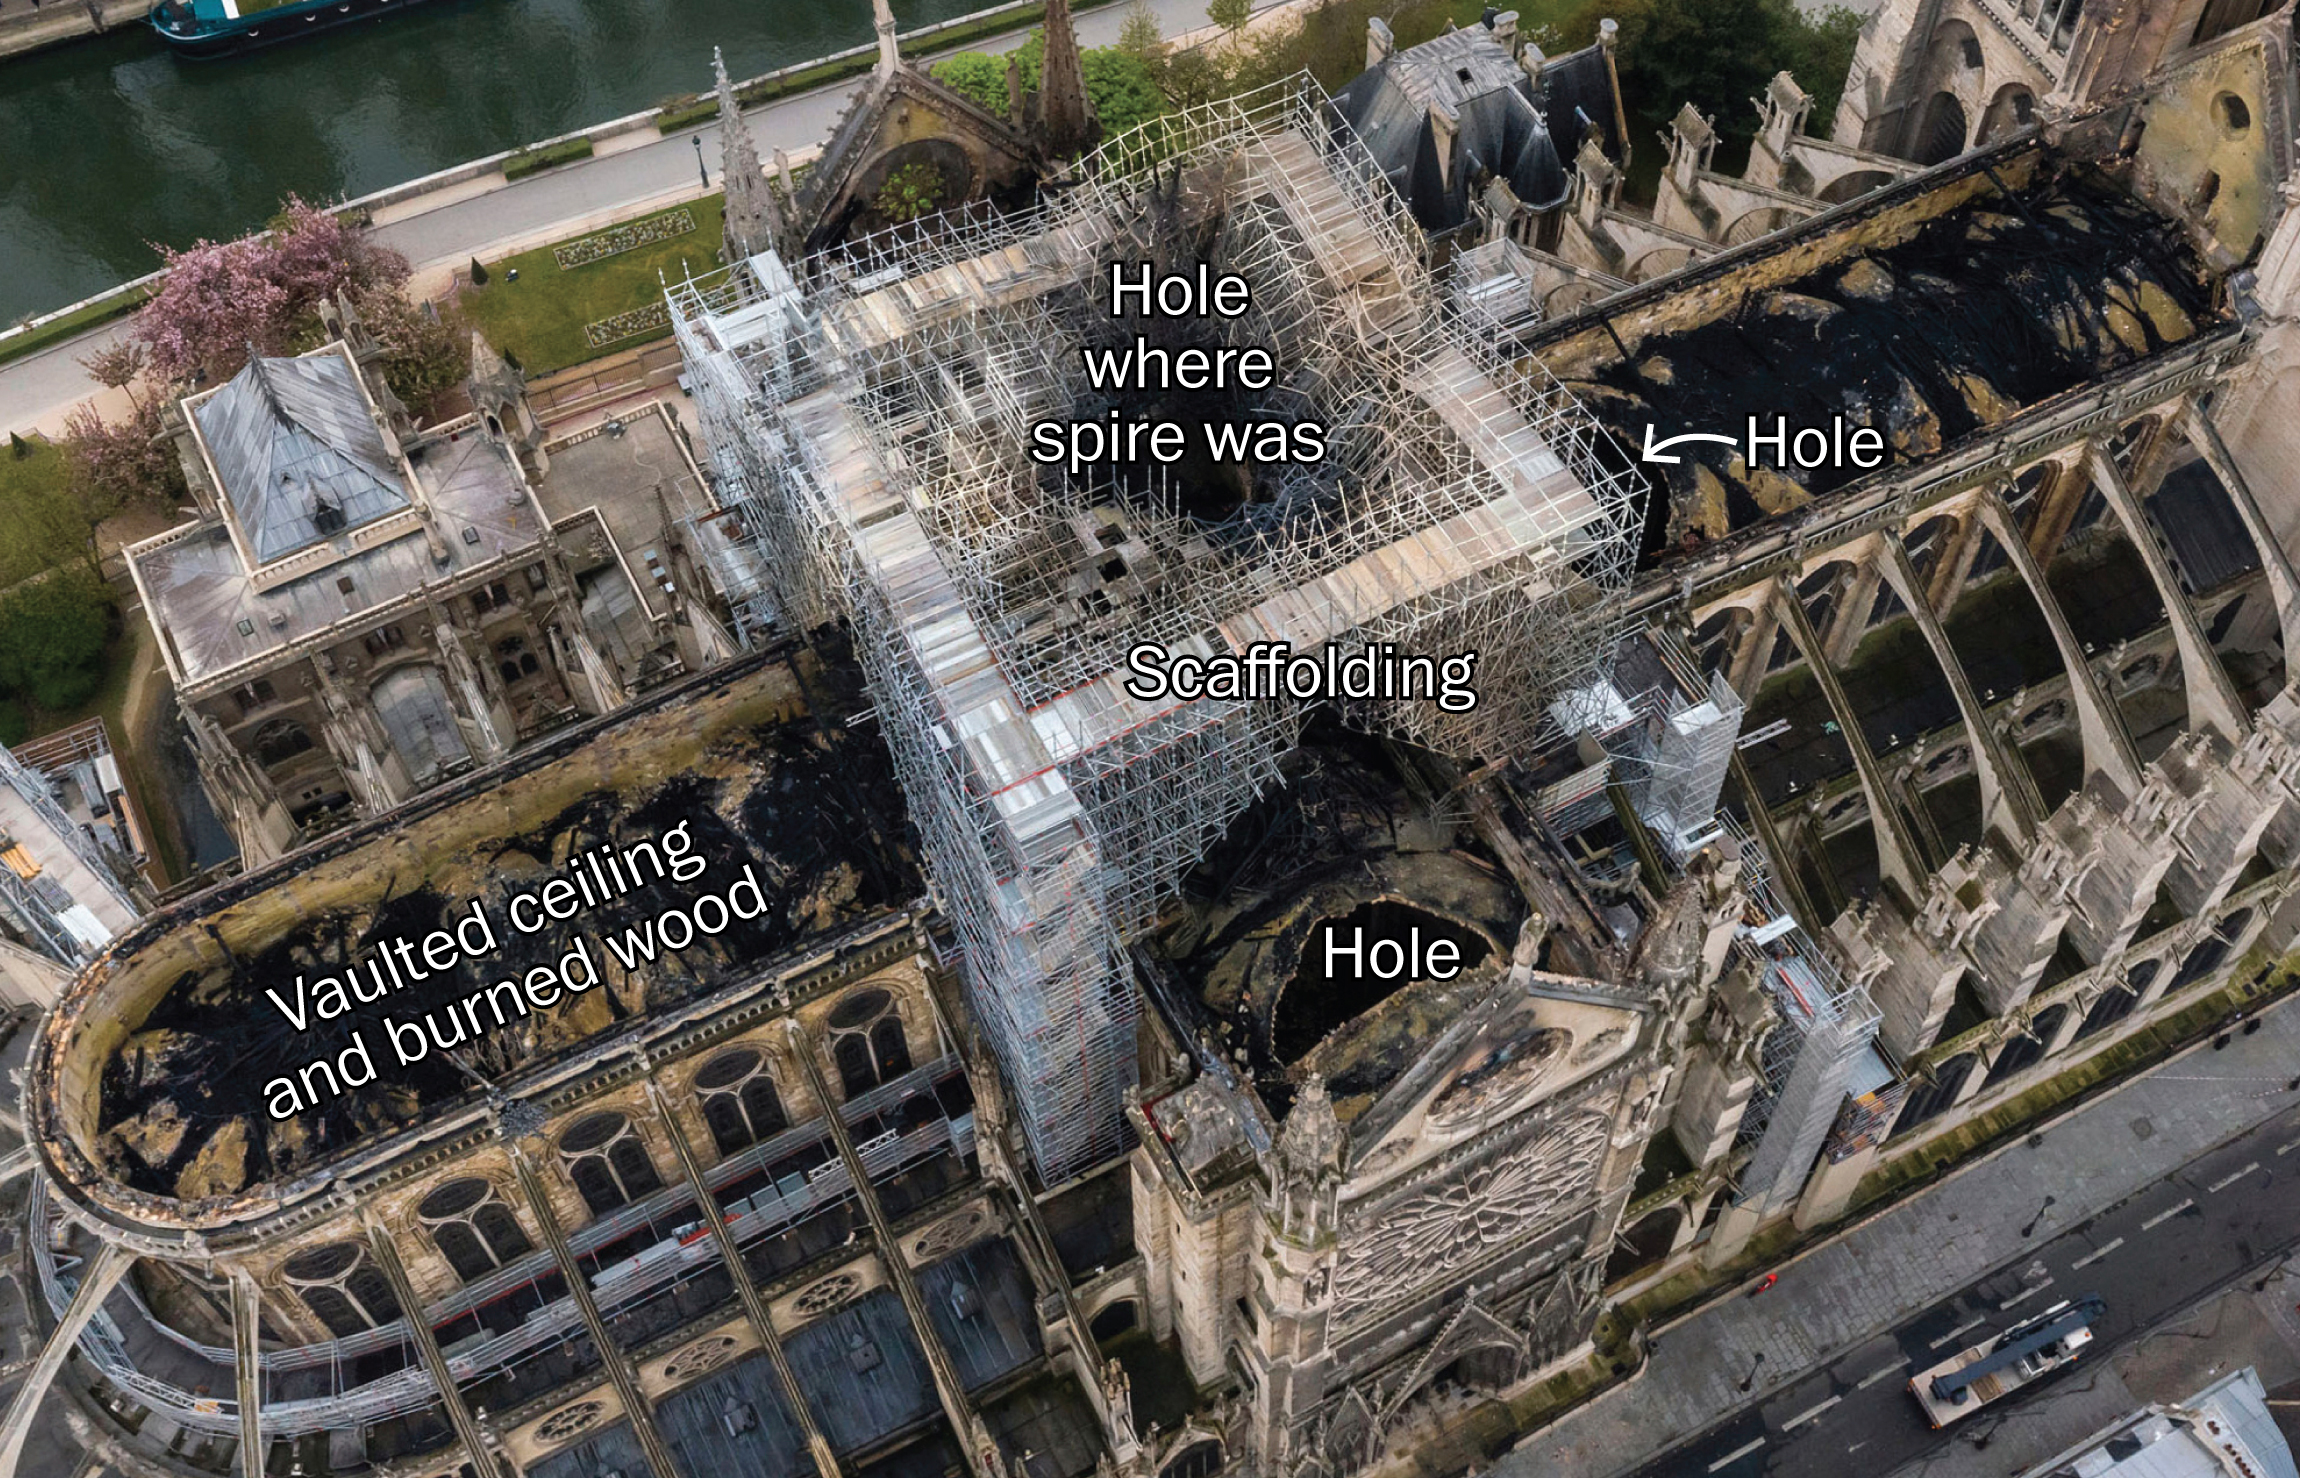 Hole
where
spire was
Hole
Scaffolding
Vaulted ceiling
and burned wood
Hole